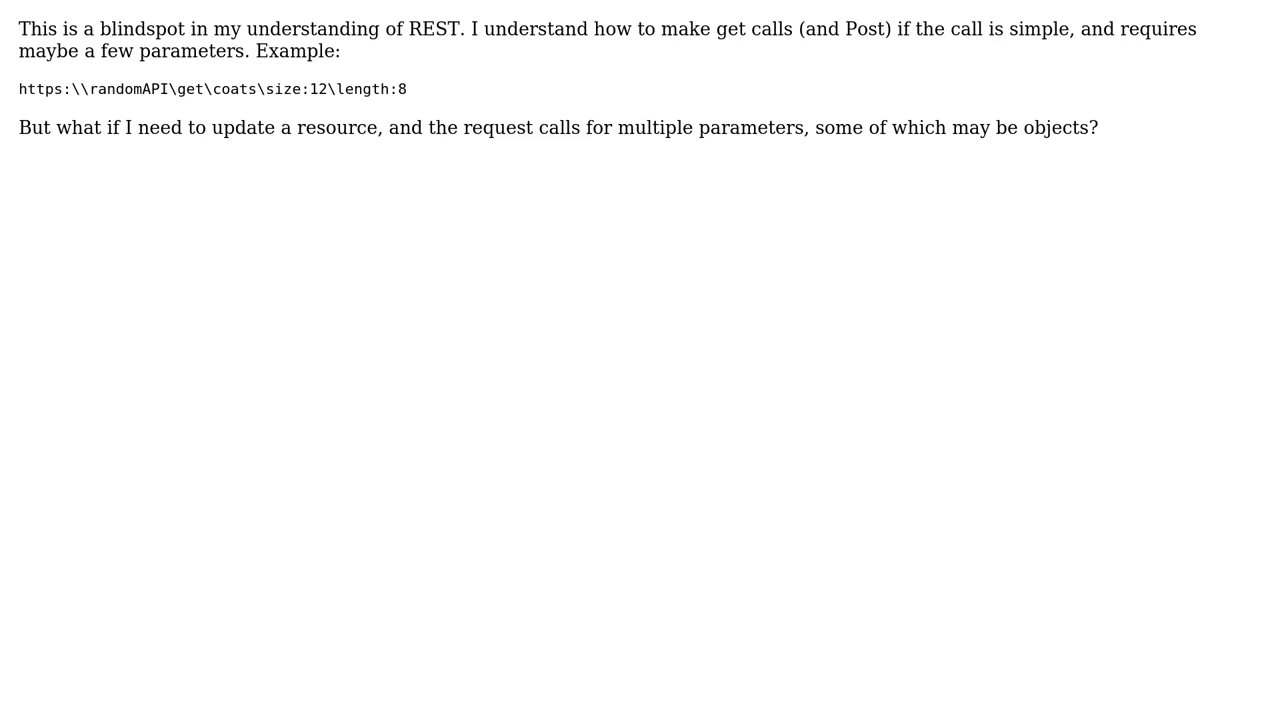 This is a blindspot in my understanding of REST. I understand how to make get calls (and Post) if the call is simple, and requires
maybe a few parameters. Example:
https:\\randomAPI\get\coats\size:12\length:8
But what if I need to update a resource, and the request calls for multiple parameters, some of which may be objects?